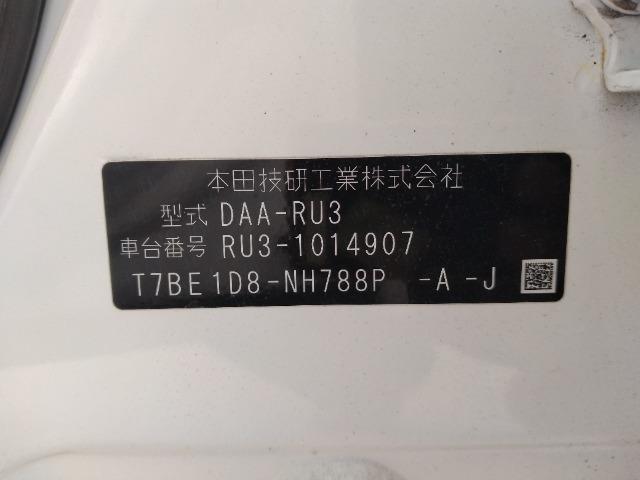 本田技研工業株式会社
型式 DAA-RU3
車台番号 RU3-1014907
T7BE1D8-NH788P -A -J